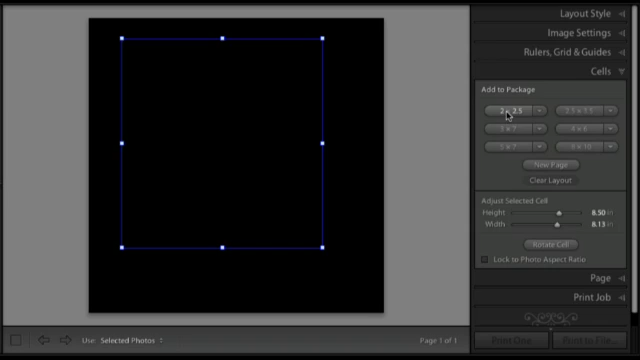 Layout Style
Image Settings
Rulers, Grid & Guides
Cells
Add to Package
2 x 2.5
2.5 x 3.5
3 x 7
4 x 6
5 x 7
8 x 10
New Page
Clear Layout
Adjust Selected Cell
Height 8.50 in
Width 8.13 in
Rotate Cell
Lock to Photo Aspect Ratio
Page
Print Job
Use: Selected Photos
Page 1 of 1
Print One
Print to File...